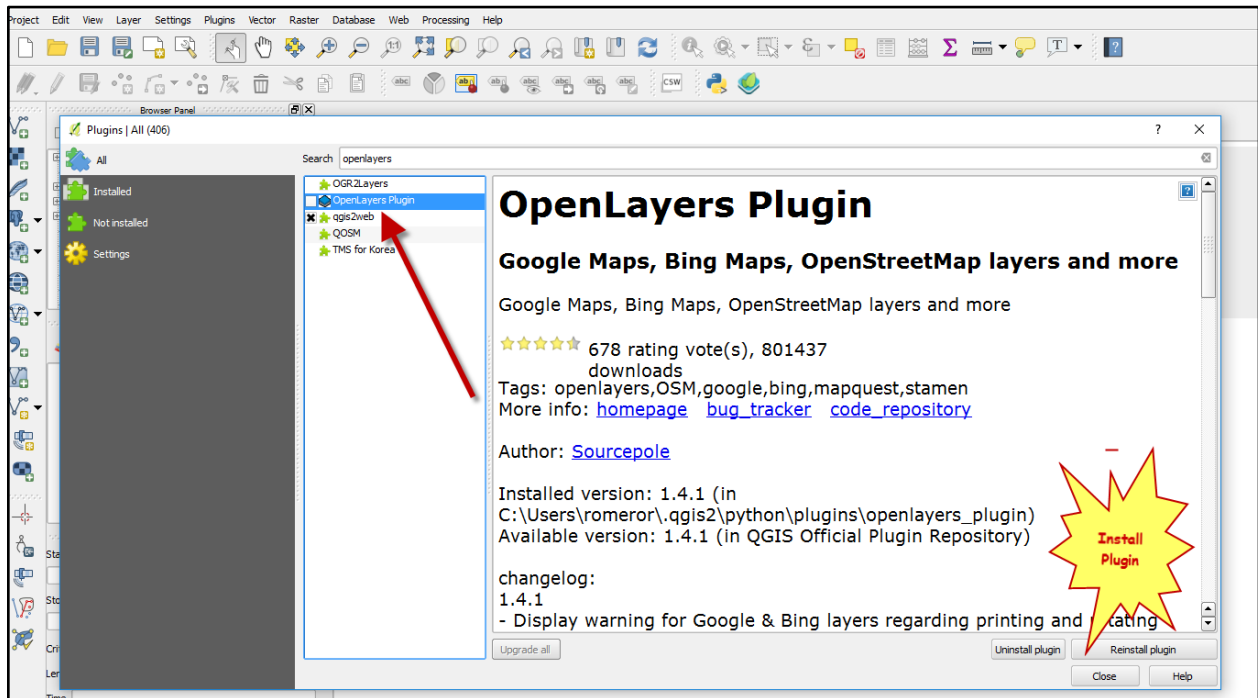 Project Edit View Layer Settings Plugins Vector Raster Database Web Processing Help
CSW
Browser Panel
Plugins | All (406)
All
Installed
Not installed
Settings
Search openlayers
OGR2Layers
OpenLayers Plugin
qgis2web
QOSM
TMS for Korea
OpenLayers Plugin
Google Maps, Bing Maps, OpenStreetMap layers and more
Google Maps, Bing Maps, OpenStreetMap layers and more
678 rating vote(s), 801437
downloads
Tags: openlayers,OSM,google,bing,mapquest,stamen
More info: homepage bug_tracker code_repository
Author: Sourcepole
Installed version: 1.4.1 (in
C:\Users\romeror\.qgis2\python\plugins\openlayers_plugin)
Available version: 1.4.1 (in QGIS Official Plugin Repository)
changelog:
1.4.1
- Display warning for Google & Bing layers regarding printing and
Install
Plugin
Upgrade all
Uninstall plugin
Reinstall plugin
Close
Help